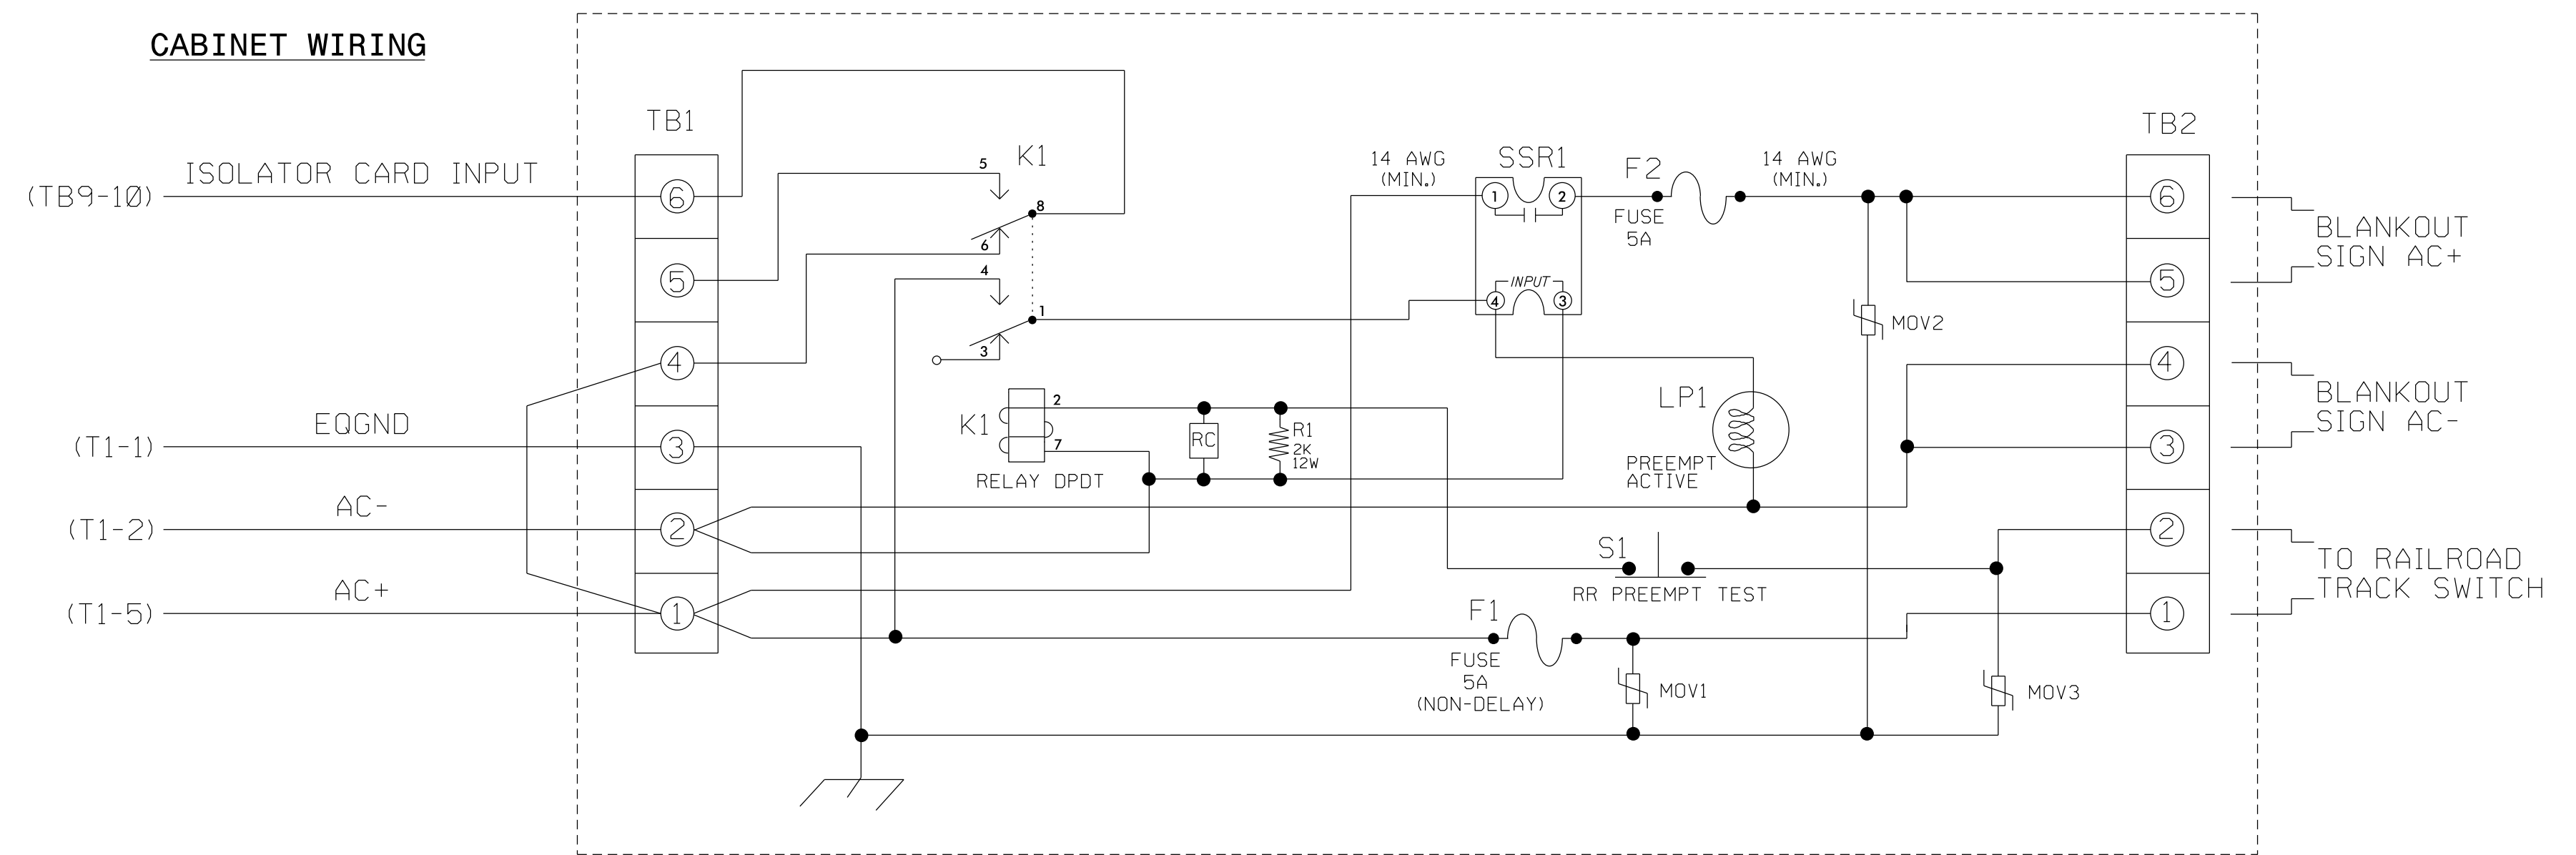 CABINET WIRING
TB1
TB2
K1
5
8
6
4
1
3
14 AWG
(MIN.)
SSR1
1
2
INPUT
4
3
F2
FUSE
5A
14 AWG
(MIN.)
(TB9-10)
ISOLATOR CARD INPUT
6
5
4
3
2
1
EQGND
(T1-1)
AC-
(T1-2)
AC+
(T1-5)
K1
2
7
RELAY DPDT
RC
R1
2K
12W
LP1
PREEMPT
ACTIVE
MOV2
S1
RR PREEMPT TEST
F1
FUSE
5A
(NON-DELAY)
MOV1
MOV3
6
5
4
3
2
1
BLANKOUT
SIGN AC+
BLANKOUT
SIGN AC-
TO RAILROAD
TRACK SWITCH